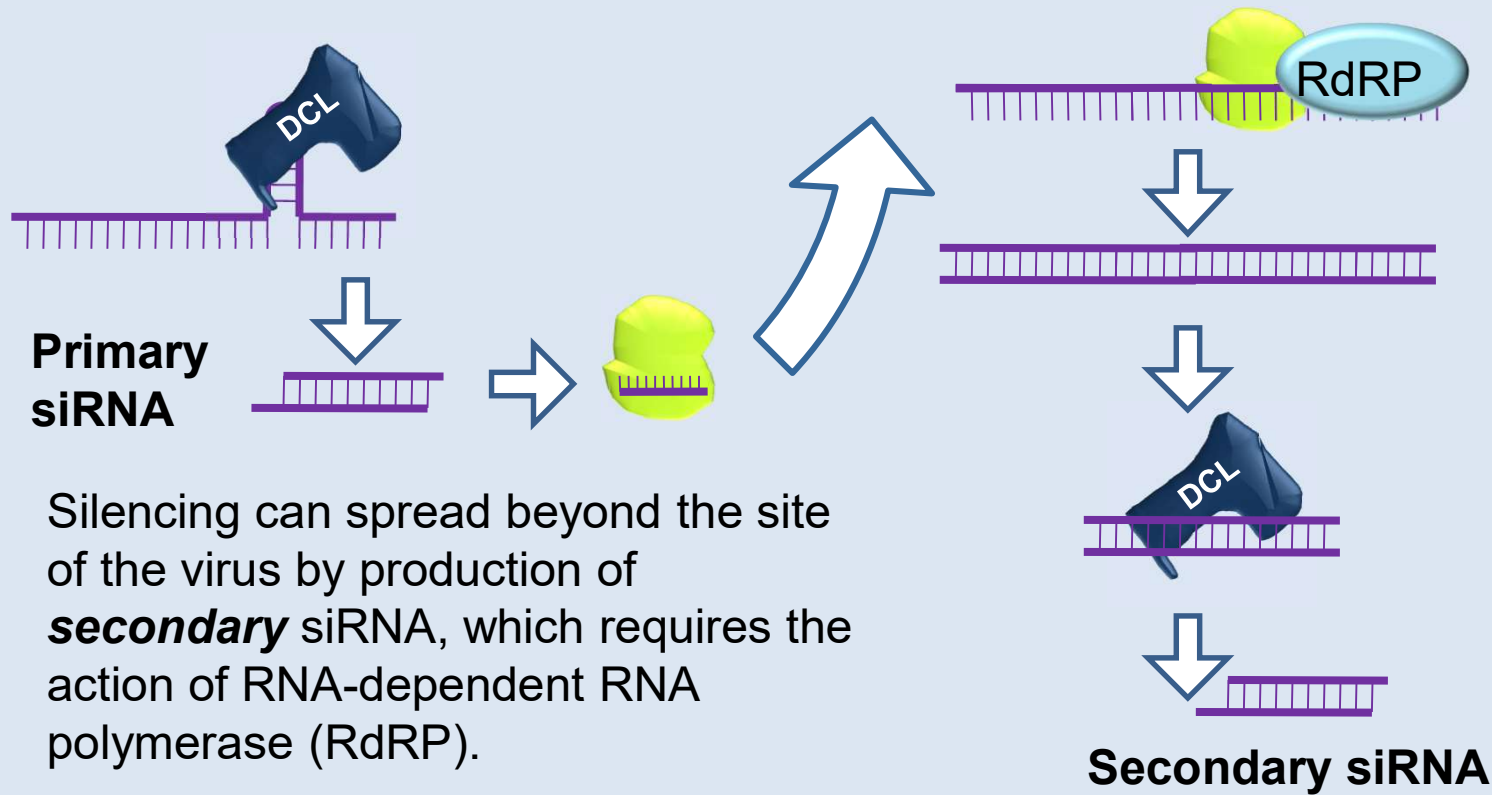 DCL
Primary
siRNA
Silencing can spread beyond the site
of the virus by production of
secondary siRNA, which requires the
action of RNA-dependent RNA
polymerase (RdRP).
RdRP
DCL
Secondary siRNA